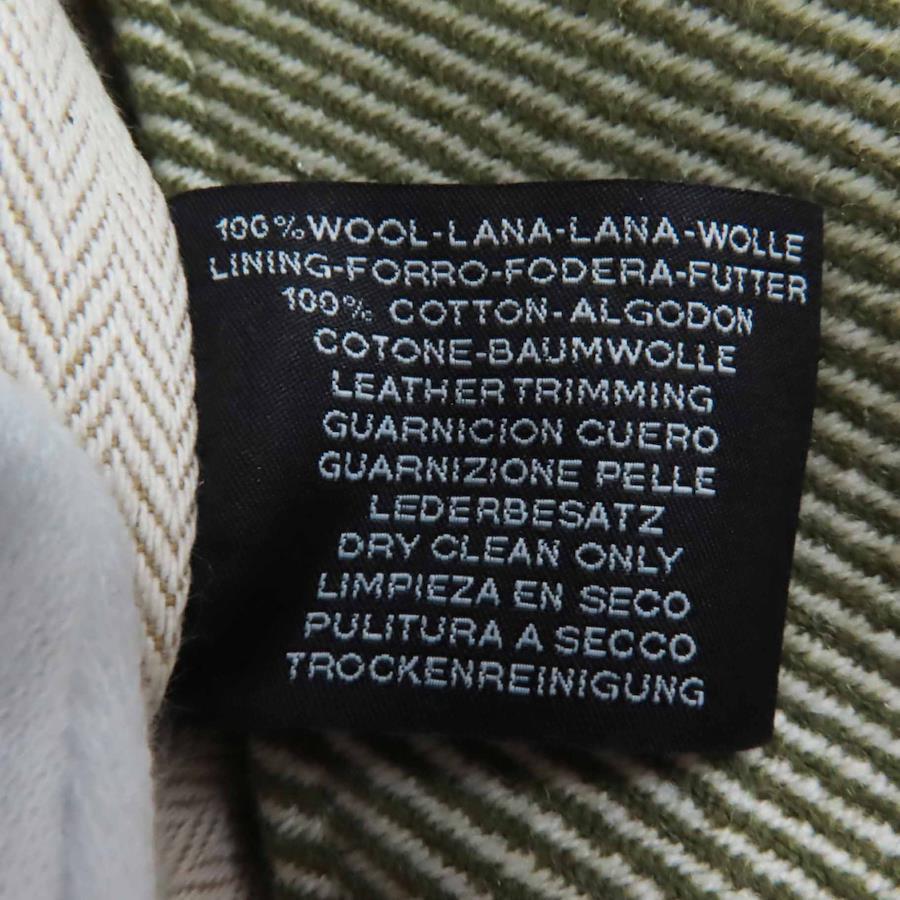 100%WOOL-LANA-LANA-WOLLE
LINING-FORRO-FODERA-FUTTER
100% COTTON-ALGODON
COTONE-BAUMWOLLE
LEATHER TRIMMING
GUARNICION CUERO
GUARNIZIONE PELLE
LEDERBESATZ
DRY CLEAN ONLY
LIMPIEZA EN SECO
PULITURA A SECCO
TROCKENREINIGUNG